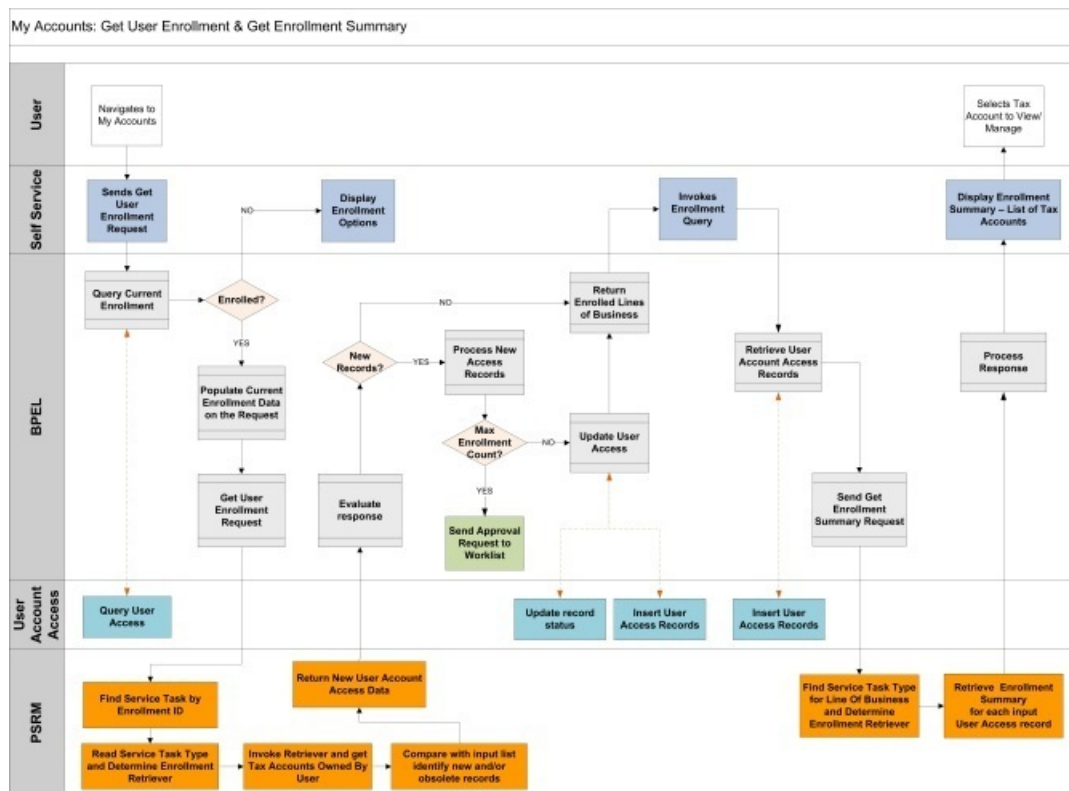 My Accounts: Get User Enrollment & Get Enrollment Summary
User
Navigates to
My Accounts
Selects Tax
Account to View/
Manage
Self Service
Sends Get
User
Enrollment
Request
NO
Display
Enrollment
Options
Invokes
Enrollment
Query
Display Enrollment
Summary – List of Tax
Accounts
BPEL
Query Current
Enrollment
Enrolled?
YES
Populate Current
Enrollment Data
on the Request
Get User
Enrollment
Request
New
Records?
NO
YES
Evaluate
response
Process New
Access
Records
Max
Enrollment
Count?
NO
YES
Send Approval
Request to
Worklist
Return
Enrolled Lines
of Business
Update User
Access
Retrieve User
Account Access
Records
Send Get
Enrollment
Summary Request
Process
Response
User
Account
Access
Query User
Access
Update record
status
Insert User
Access Records
Insert User
Access Records
PSRM
Find Service Task by
Enrollment ID
Read Service Task Type
and Determine Enrollment
Retriever
Invoke Retriever and get
Tax Accounts Owned By
User
Compare with input list
identify new and/or
obsolete records
Return New User Account
Access Data
Find Service Task Type
for Line Of Business
and Determine
Enrollment Retriever
Retrieve Enrollment
Summary
for each input
User Access record